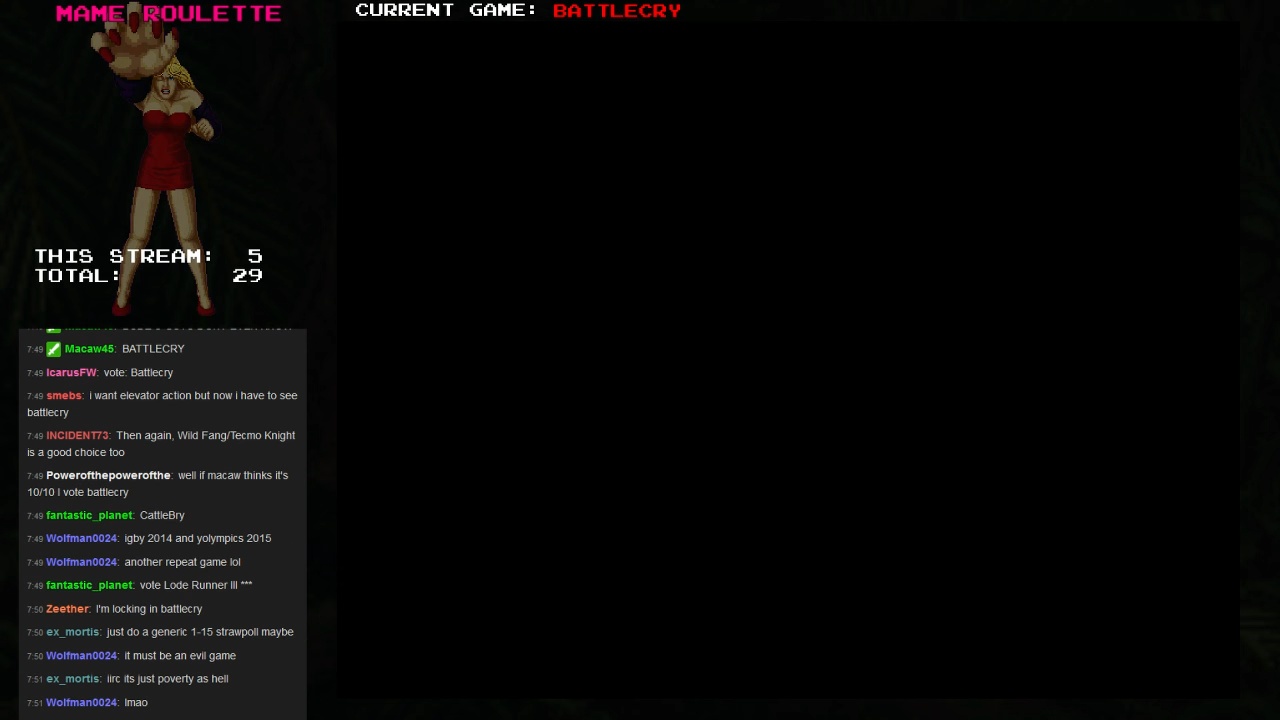 MAME ROULETTE
CURRENT GAME: BATTLECRY
THIS STREAM: 5
TOTAL: 29
7:49 Macaw45: BATTLECRY
7:49 IcarusFW: vote: Battlecry
7:49 smebs: i want elevator action but now i have to see
battlecry
7:49 INCIDENT73: Then again, Wild Fang/Tecmo Knight
is a good choice too
7:49 Powerofthepowerofthe: well if macaw thinks it's
10/10 I vote battlecry
7:49 fantastic_planet: CattleBry
7:49 Wolfman0024: igby 2014 and yolympics 2015
7:49 Wolfman0024: another repeat game lol
7:49 fantastic_planet: vote Lode Runner III ***
7:50 Zeether: I'm locking in battlecry
7:50 ex_mortis: just do a generic 1-15 strawpoll maybe
7:50 Wolfman0024: it must be an evil game
7:51 ex_mortis: iirc its just poverty as hell
7:51 Wolfman0024: lmao